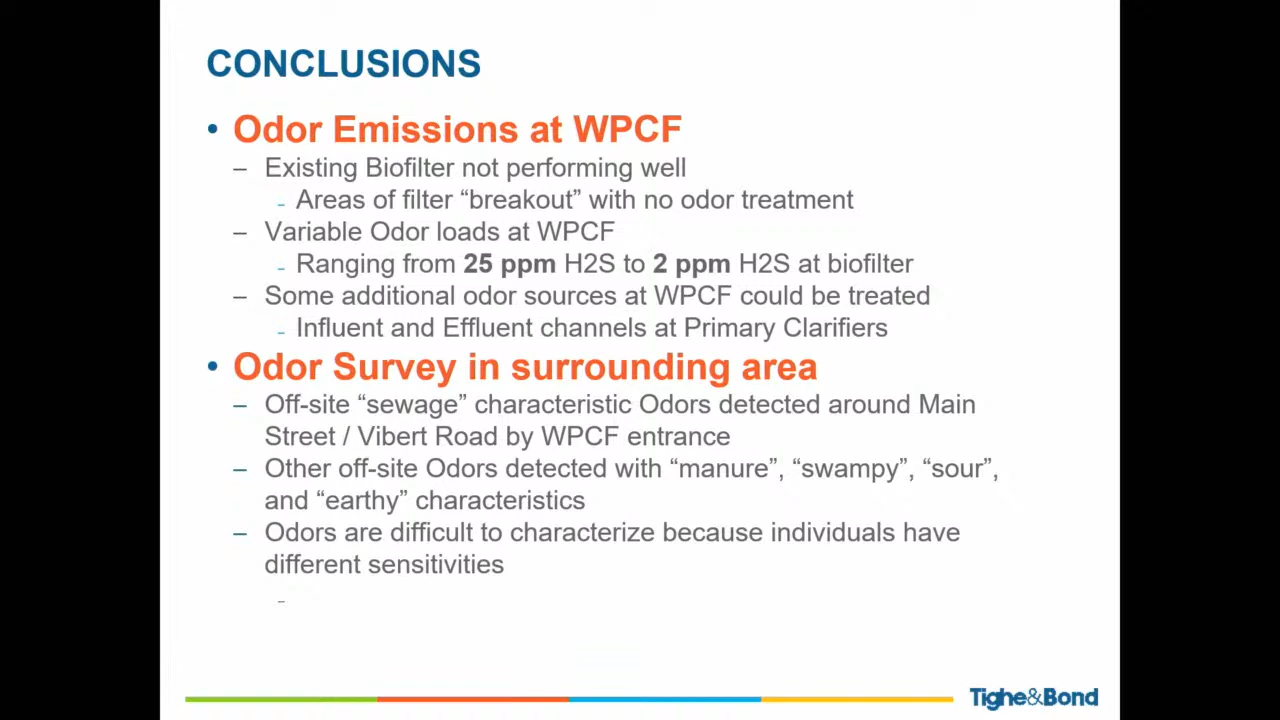 CONCLUSIONS
• Odor Emissions at WPCF
– Existing Biofilter not performing well
- Areas of filter “breakout” with no odor treatment
– Variable Odor loads at WPCF
- Ranging from 25 ppm H2S to 2 ppm H2S at biofilter
– Some additional odor sources at WPCF could be treated
- Influent and Effluent channels at Primary Clarifiers
• Odor Survey in surrounding area
– Off-site “sewage” characteristic Odors detected around Main
Street / Vibert Road by WPCF entrance
– Other off-site Odors detected with “manure”, “swampy”, “sour”,
and “earthy” characteristics
– Odors are difficult to characterize because individuals have
different sensitivities
-
Tighe&Bond